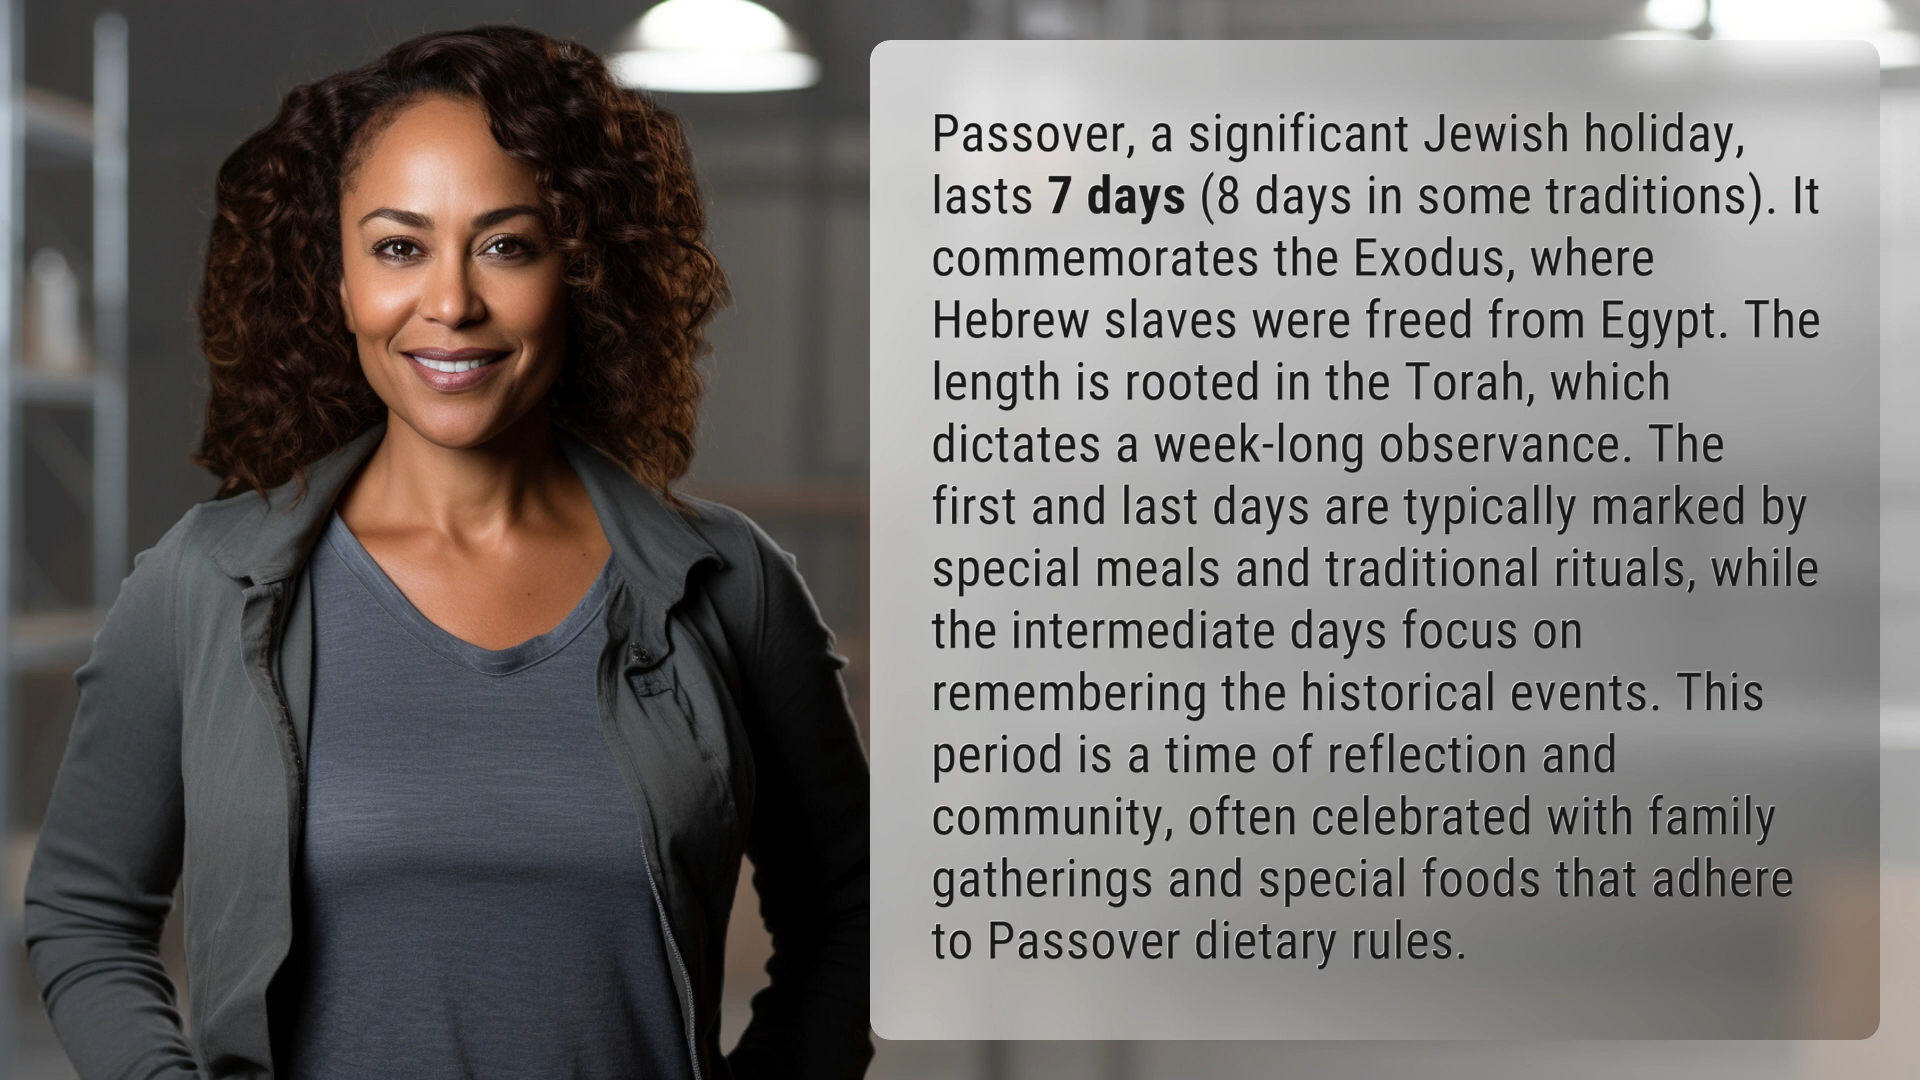 Passover, a significant Jewish holiday,
lasts 7 days (8 days in some traditions). It
commemorates the Exodus, where
Hebrew slaves were freed from Egypt. The
length is rooted in the Torah, which
dictates a week-long observance. The
first and last days are typically marked by
special meals and traditional rituals, while
the intermediate days focus on
remembering the historical events. This
period is a time of reflection and
community, often celebrated with family
gatherings and special foods that adhere
to Passover dietary rules.